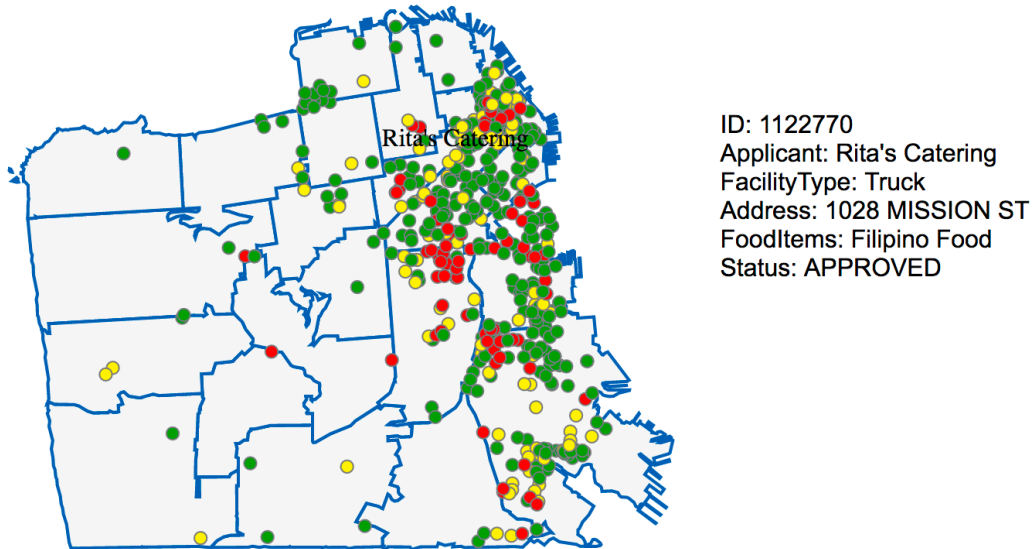 Rita's Catering
ID: 1122770
Applicant: Rita's Catering
FacilityType: Truck
Address: 1028 MISSION ST
FoodItems: Filipino Food
Status: APPROVED